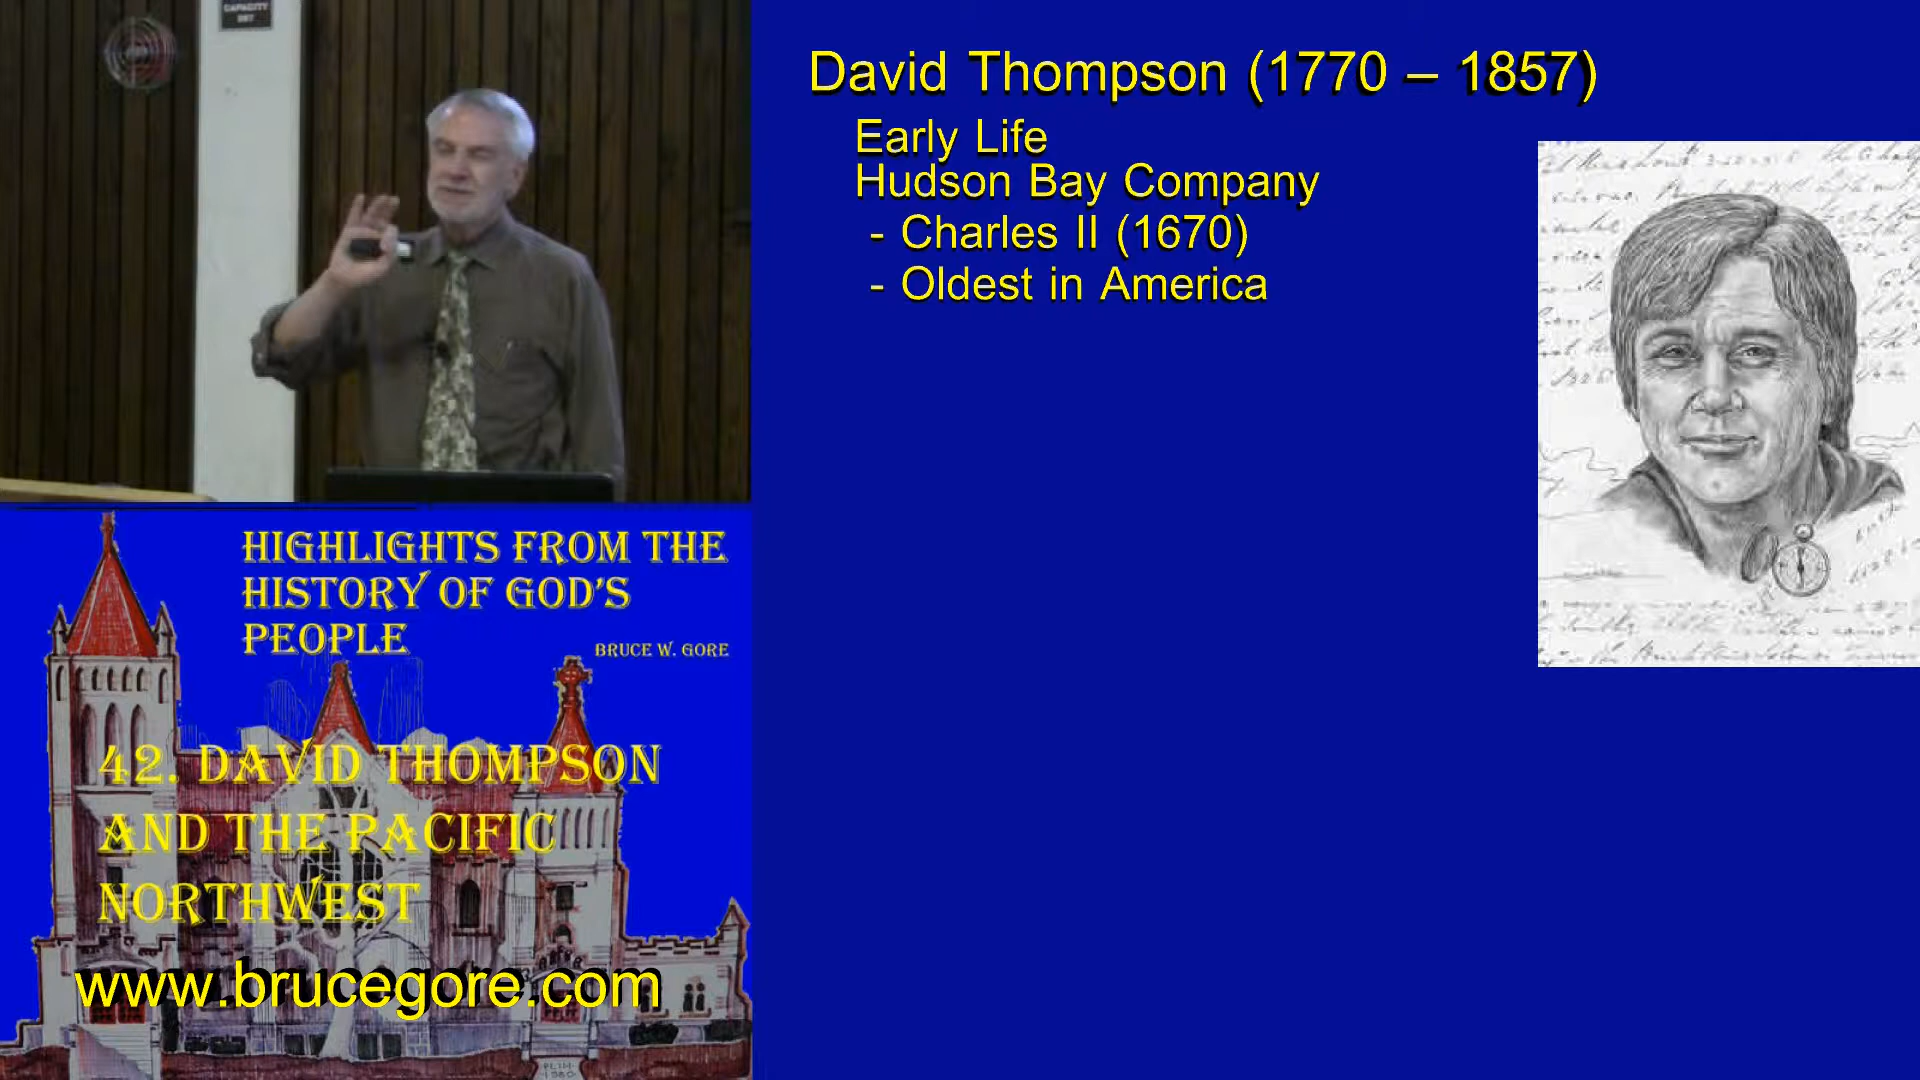 CAPACITY
David Thompson (1770 – 1857)
Early Life
Hudson Bay Company
- Charles II (1670)
- Oldest in America
HIGHLIGHTS FROM THE
HISTORY OF GOD'S
PEOPLE
BRUCE W. GORE
42. DAVID THOMPSON
AND THE PACIFIC
NORTHWEST
www.brucegore.com